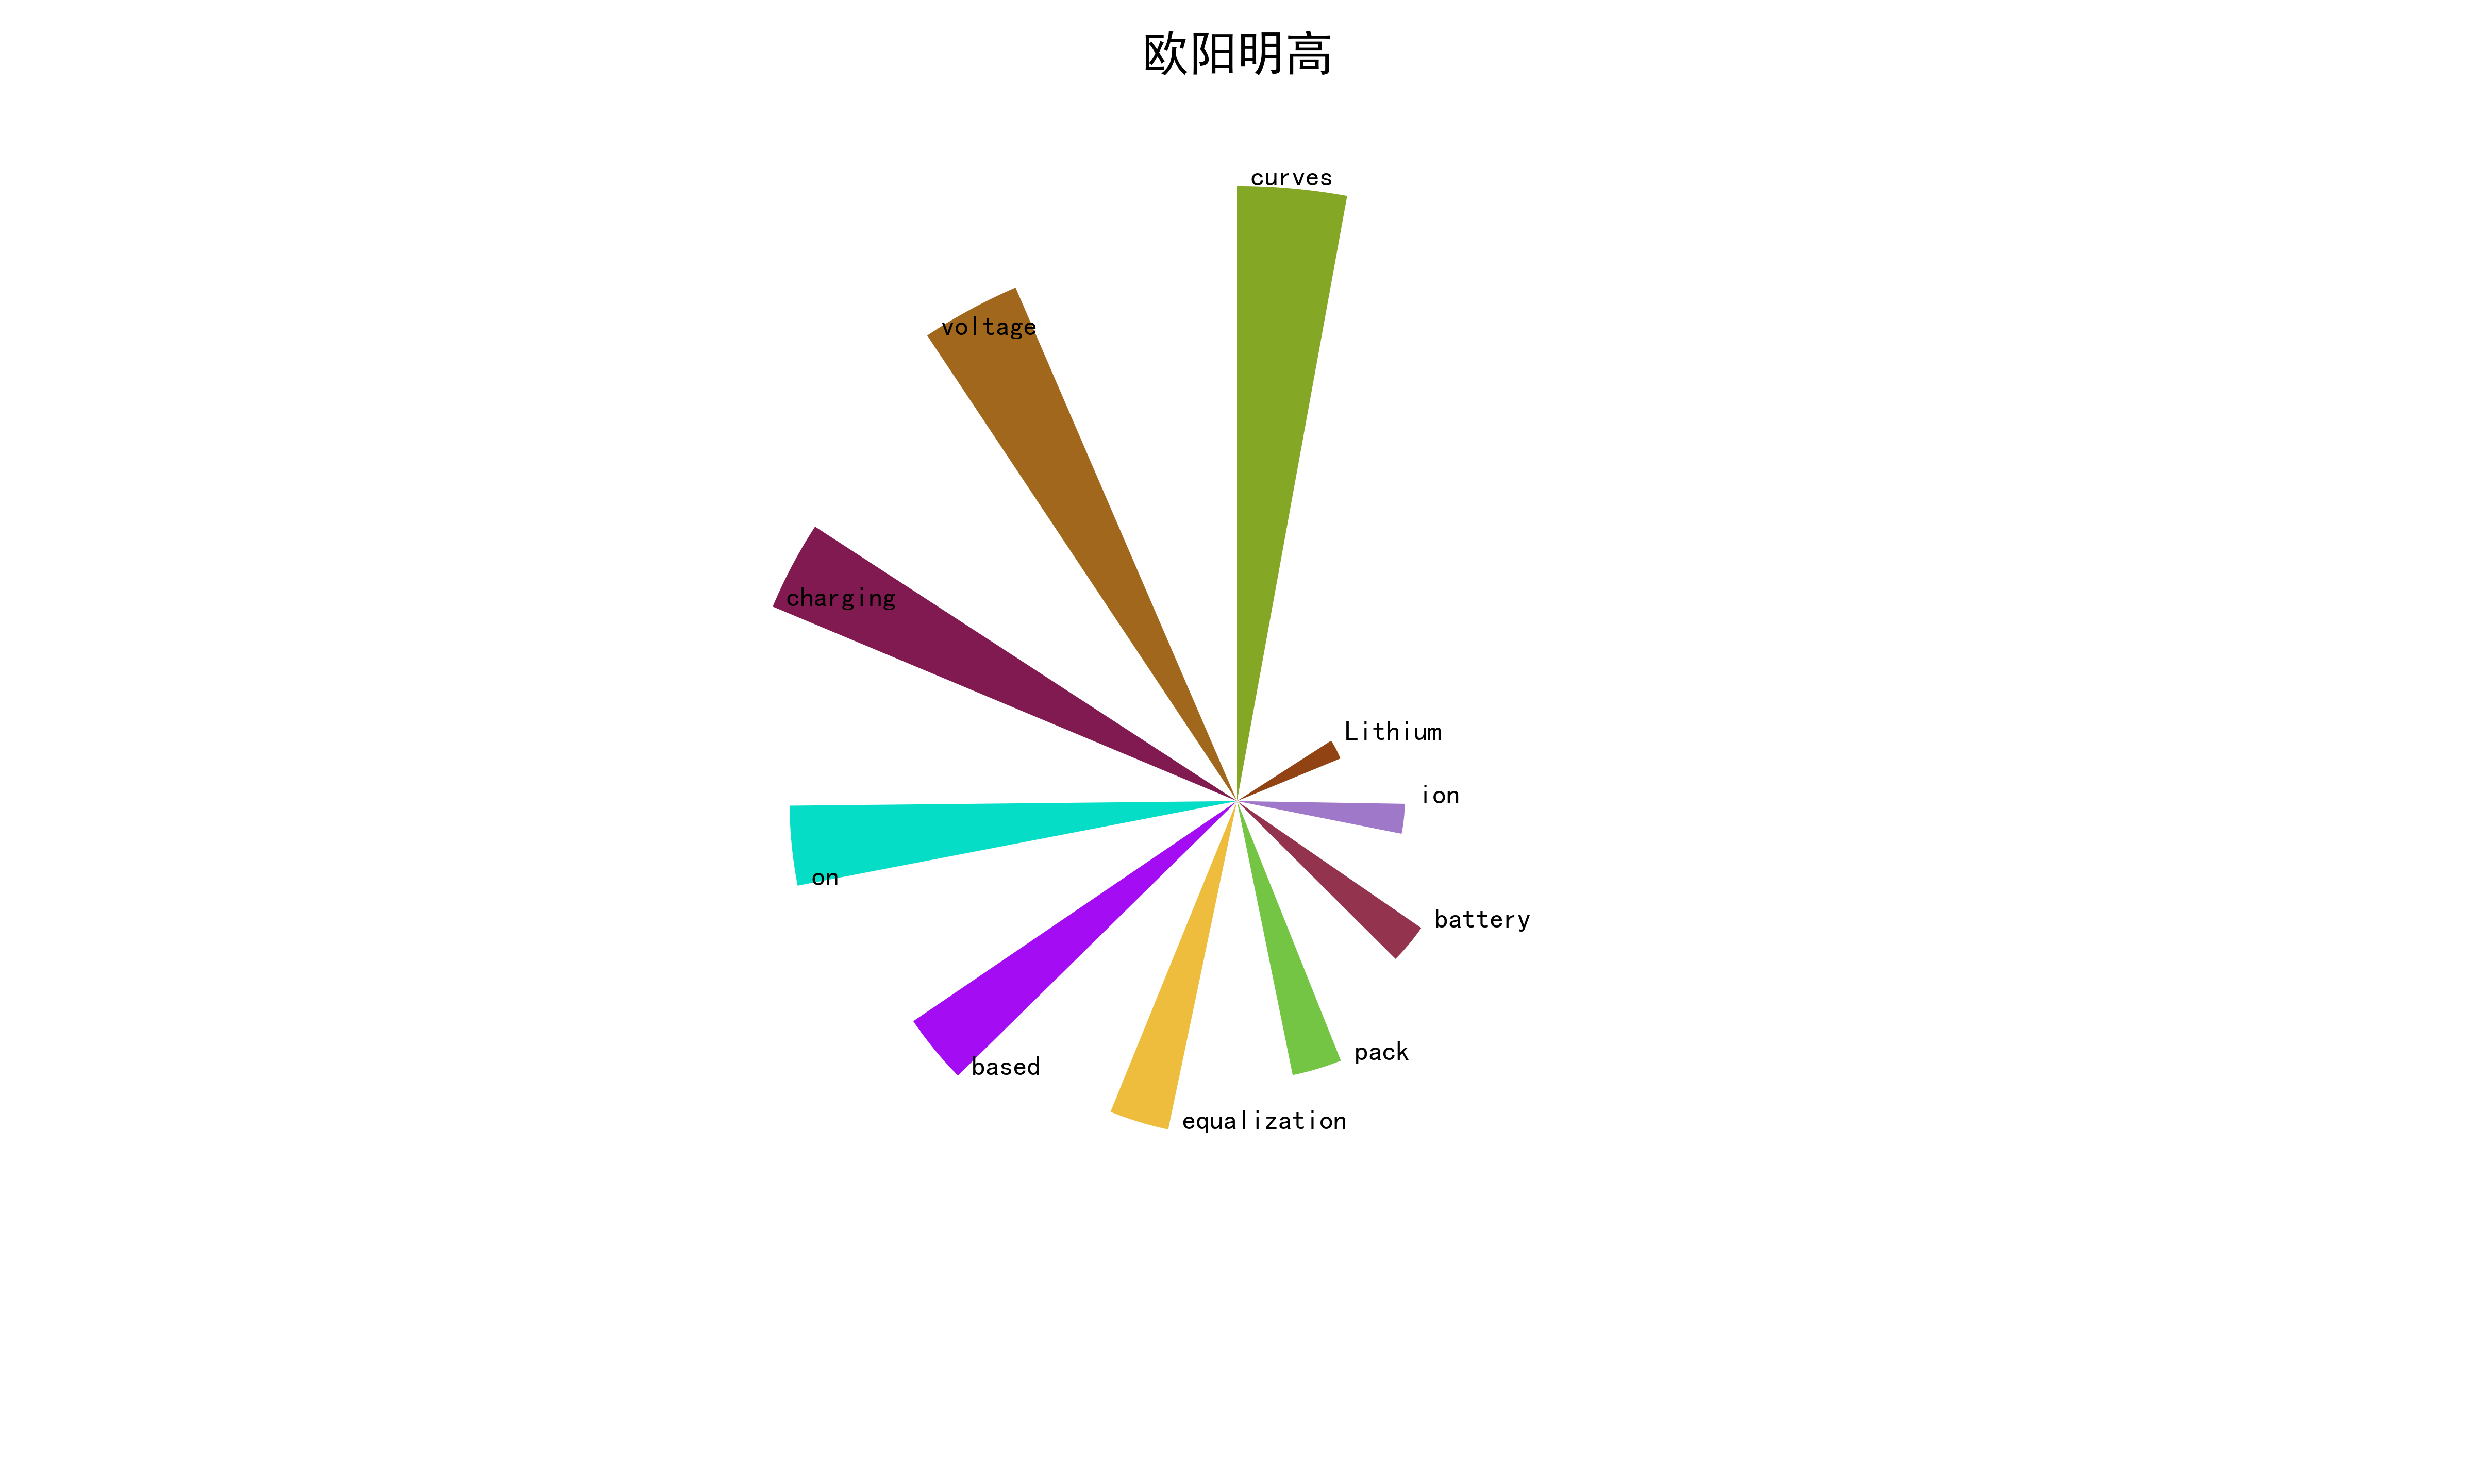 欧阳明高
curves
voltage
charging
Lithium
ion
on
battery
pack
based
equalization